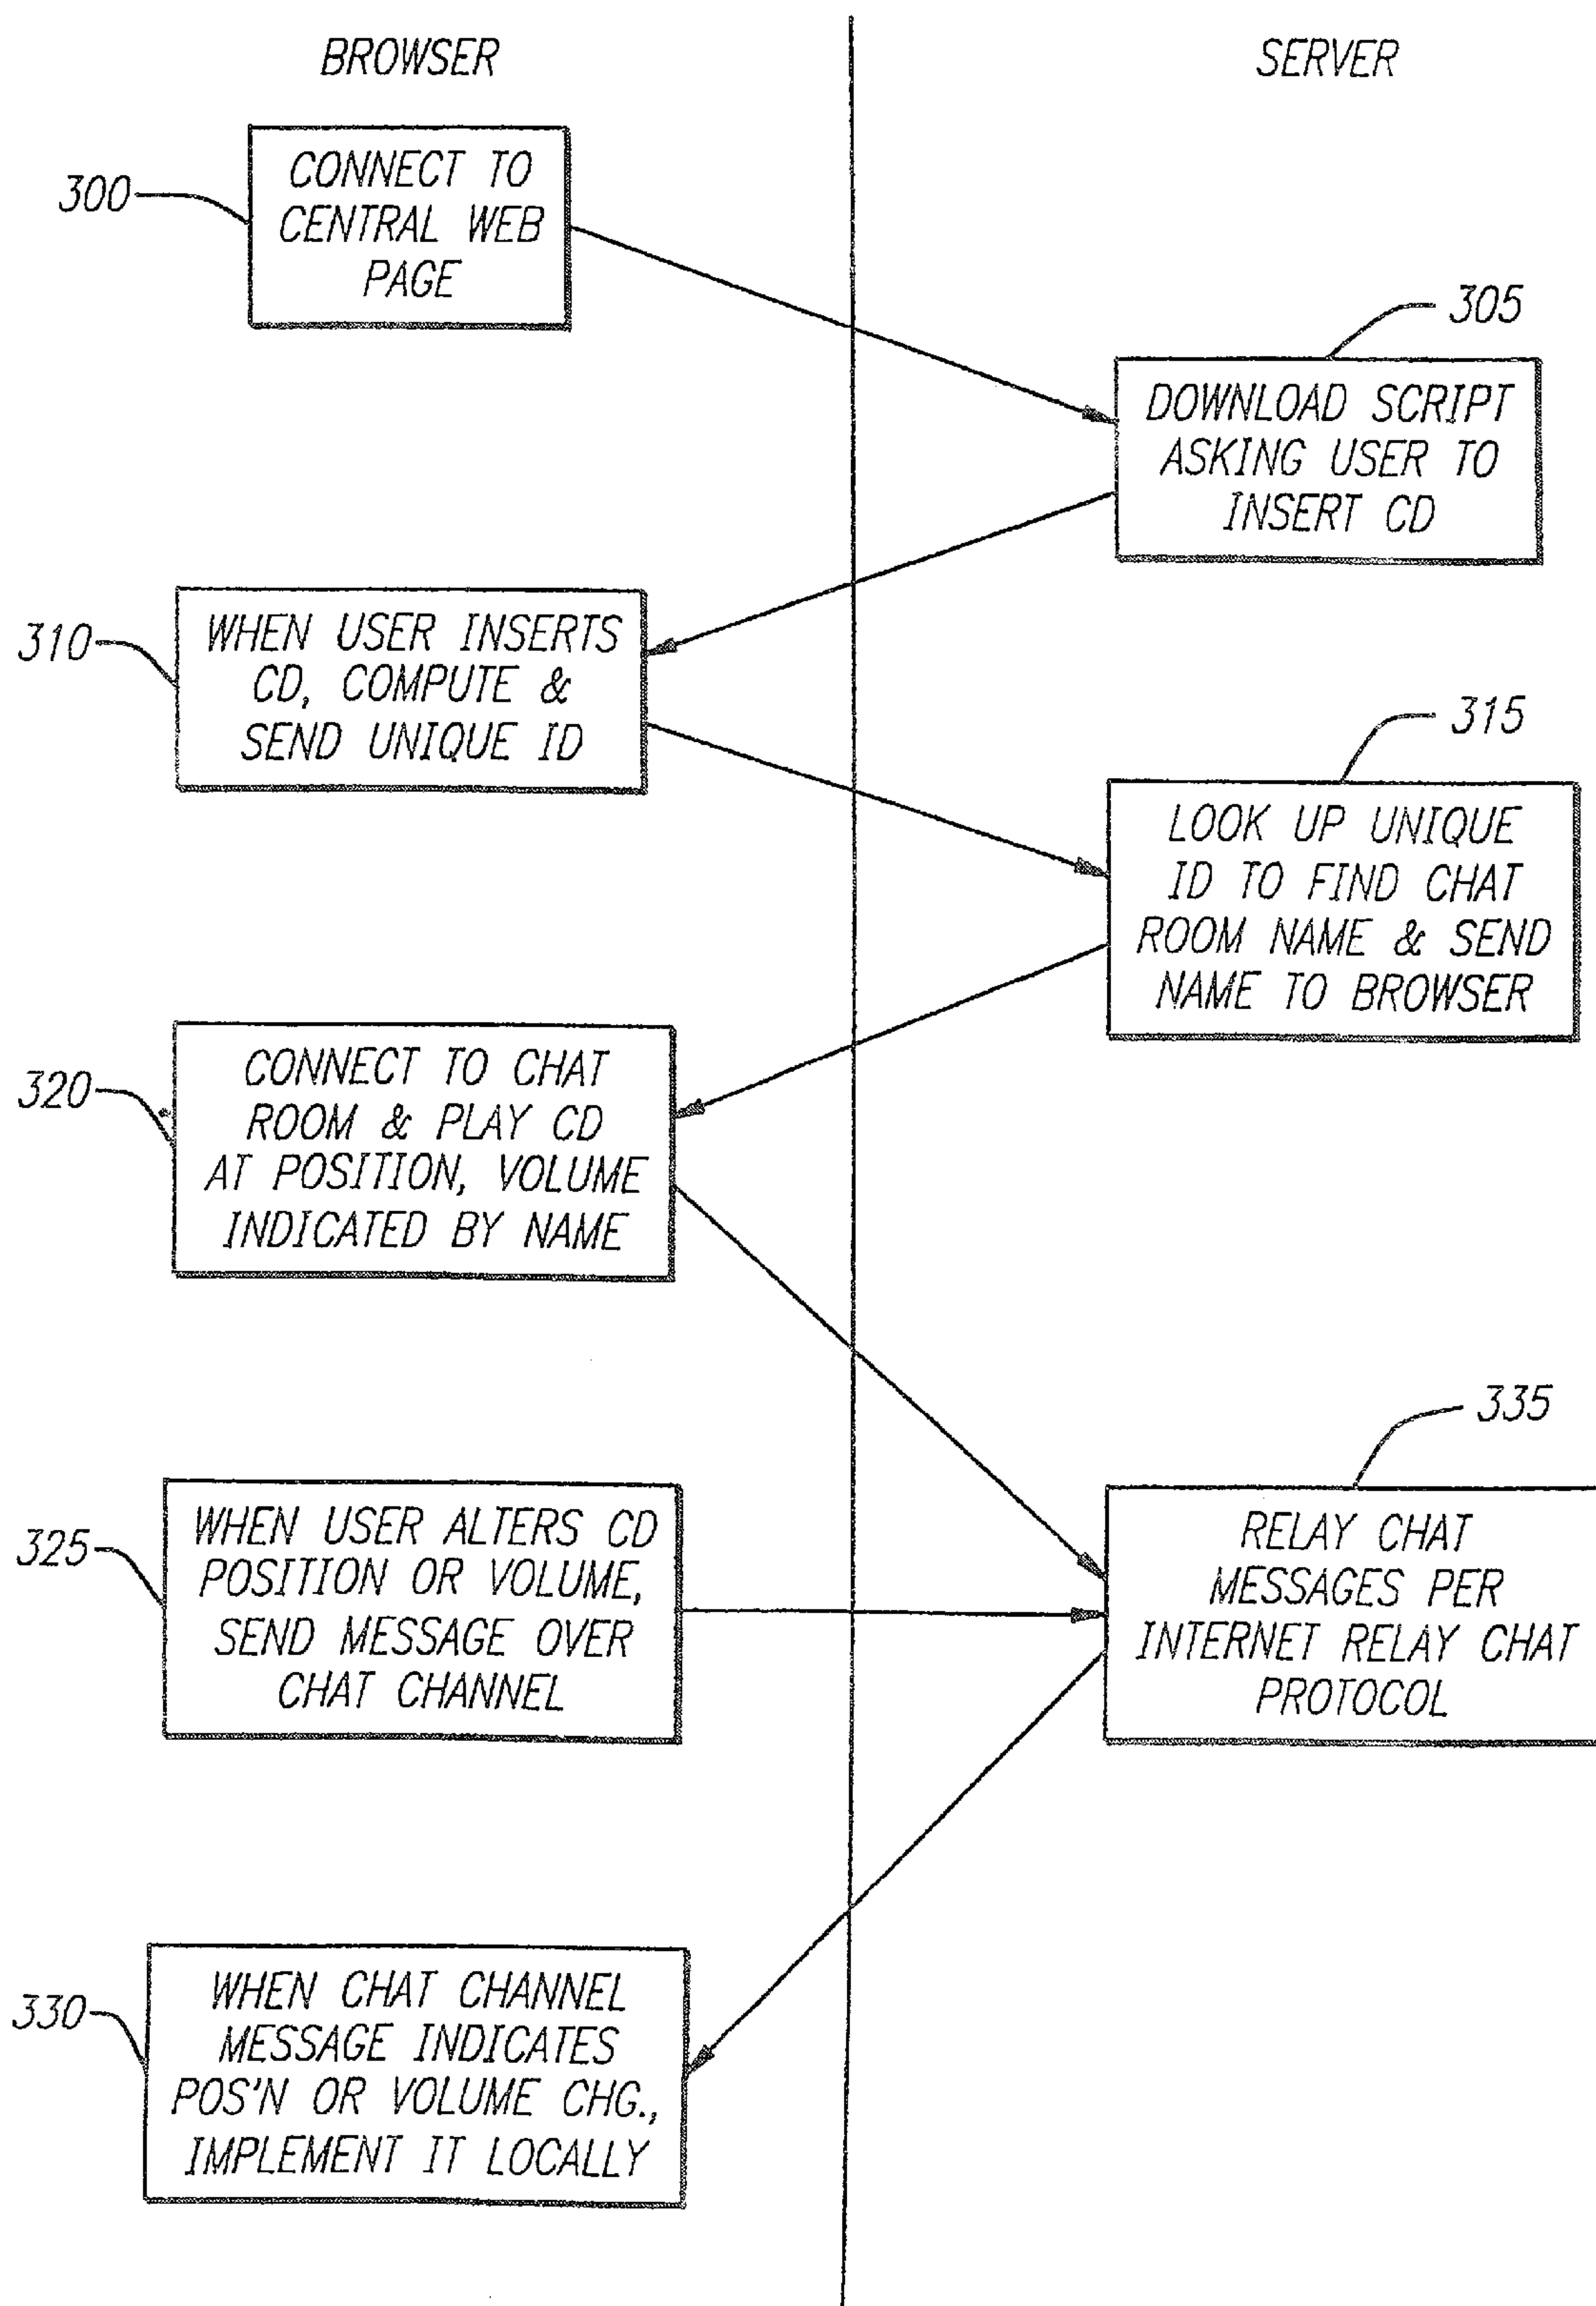 BROWSER
SERVER
300
CONNECT TO
CENTRAL WEB
PAGE
305
DOWNLOAD SCRIPT
ASKING USER TO
INSERT CD
310
WHEN USER INSERTS
CD, COMPUTE &
SEND UNIQUE ID
315
LOOK UP UNIQUE
ID TO FIND CHAT
ROOM NAME & SEND
NAME TO BROWSER
320
CONNECT TO CHAT
ROOM & PLAY CD
AT POSITION, VOLUME
INDICATED BY NAME
325
WHEN USER ALTERS CD
POSITION OR VOLUME,
SEND MESSAGE OVER
CHAT CHANNEL
335
RELAY CHAT
MESSAGES PER
INTERNET RELAY CHAT
PROTOCOL
330
WHEN CHAT CHANNEL
MESSAGE INDICATES
POS'N OR VOLUME CHG.,
IMPLEMENT IT LOCALLY